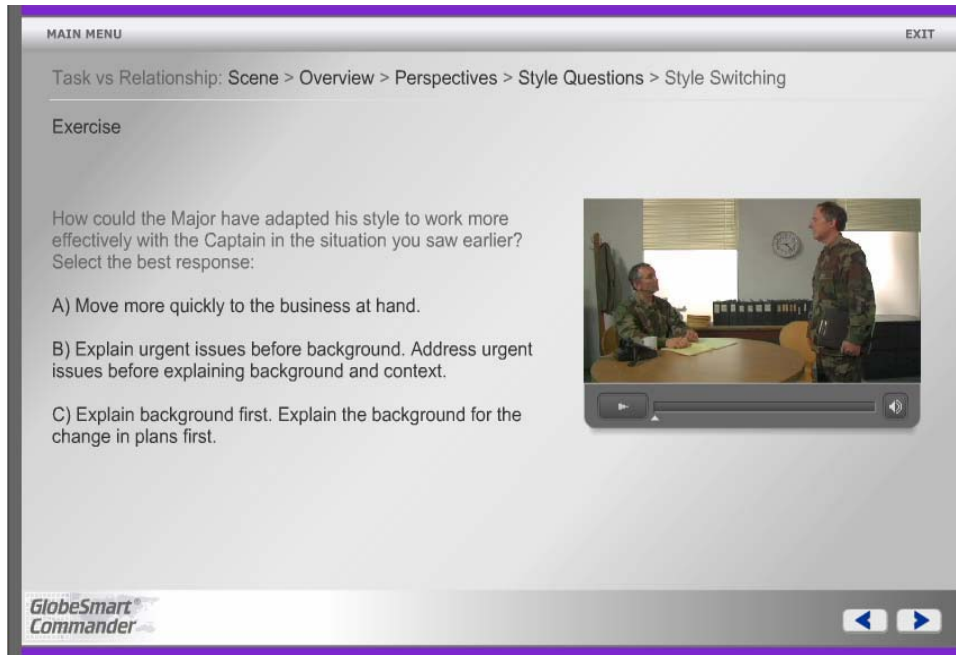 MAIN MENU
EXIT
Task vs Relationship: Scene > Overview > Perspectives > Style Questions > Style Switching
Exercise
How could the Major have adapted his style to work more
effectively with the Captain in the situation you saw earlier?
Select the best response:
A) Move more quickly to the business at hand.
B) Explain urgent issues before background. Address urgent
issues before explaining background and context.
C) Explain background first. Explain the background for the
change in plans first.
GlobeSmart®
Commander